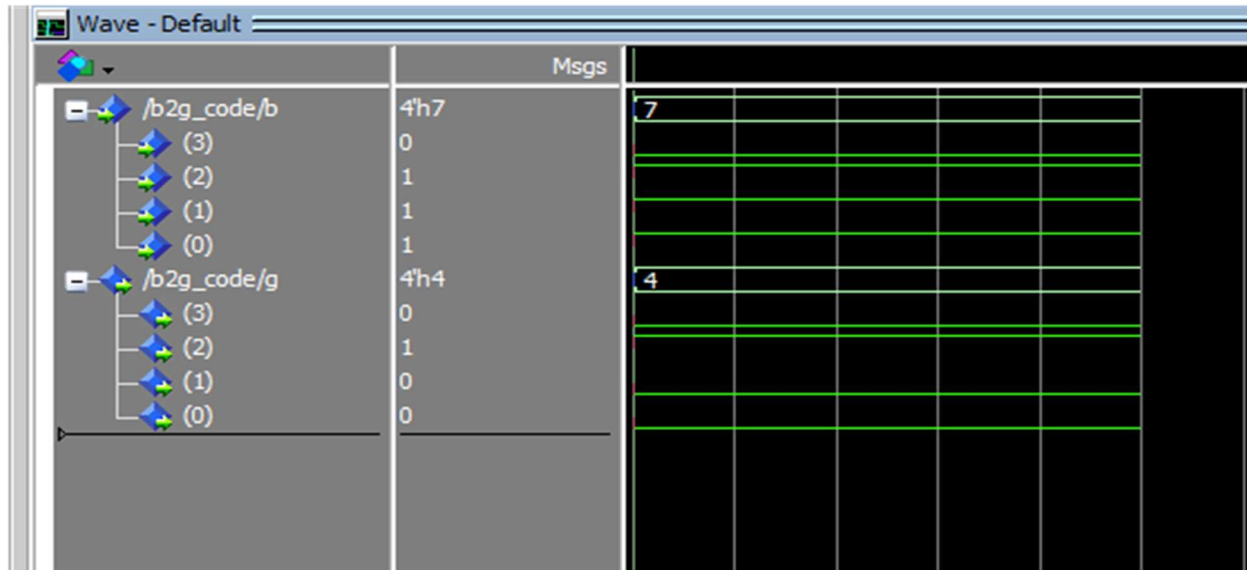 Wave - Default
Msgs
/b2g_code/b 4'h7 7
(3) 0
(2) 1
(1) 1
(0) 1
/b2g_code/g 4'h4 4
(3) 0
(2) 1
(1) 0
(0) 0